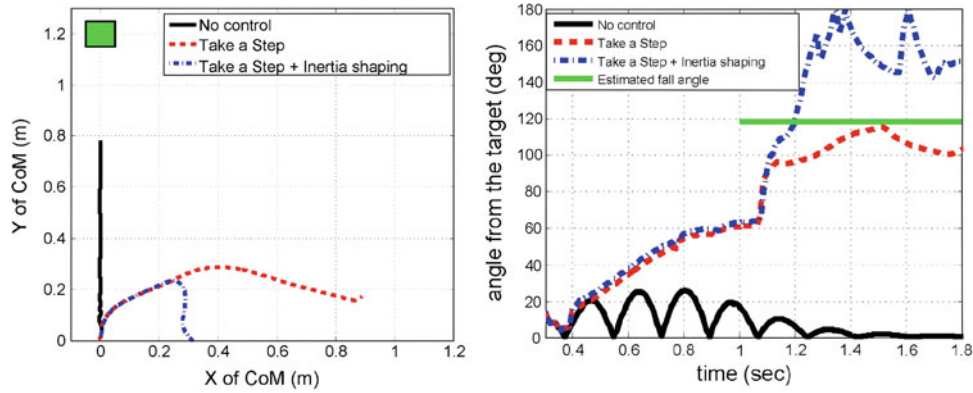 No control
Take a Step
Take a Step + Inertia shaping
1.2
1
0.8
0.6
0.4
0.2
0
Y of CoM (m)
0 0.2 0.4 0.6 0.8 1 1.2
X of CoM (m)
No control
Take a Step
Take a Step + Inertia shaping
Estimated fall angle
180
160
140
120
100
80
60
40
20
0
angle from the target (deg)
0.4 0.6 0.8 1 1.2 1.4 1.6 1.8
time (sec)